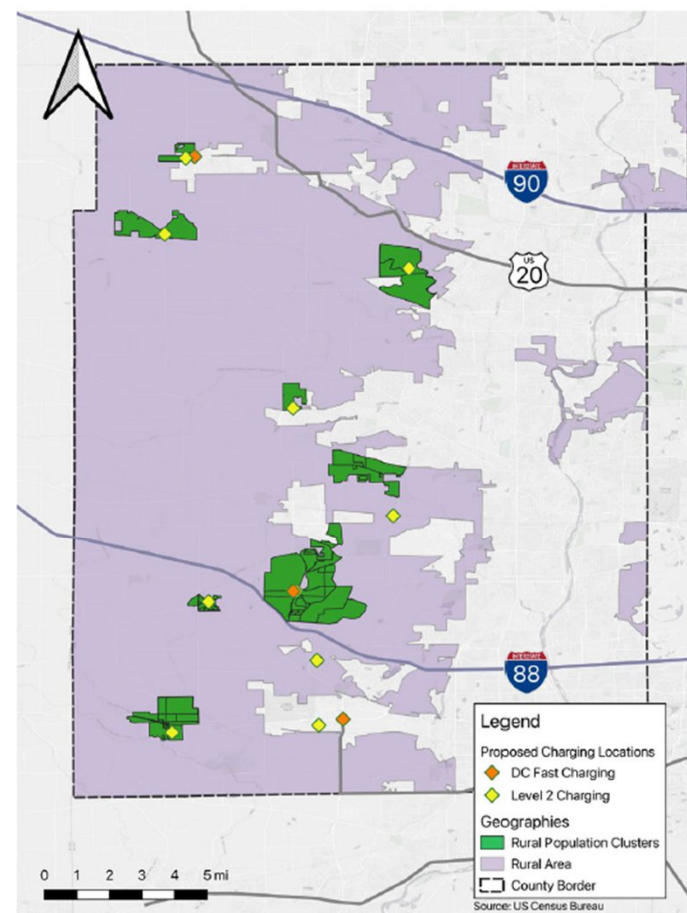 INTERSTATE
90
US
20
INTERSTATE
88
Legend
Proposed Charging Locations
DC Fast Charging
Level 2 Charging
Geographies
Rural Population Clusters
Rural Area
County Border
Source: US Census Bureau
0 1 2 3 4 5 mi